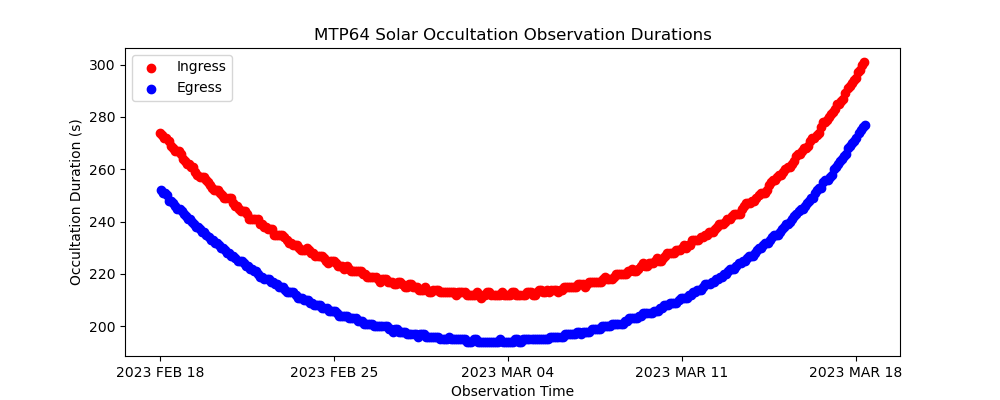 MTP64 Solar Occultation Observation Durations
Ingress
Egress
Occultation Duration (s)
300
280
260
240
220
200
2023 FEB 18
2023 FEB 25
2023 MAR 04
2023 MAR 11
2023 MAR 18
Observation Time